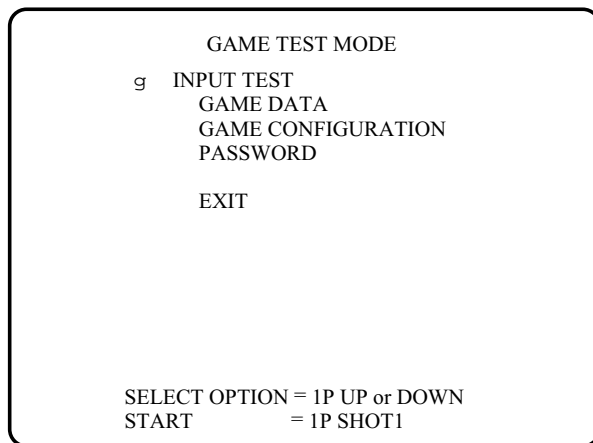 GAME TEST MODE
g INPUT TEST
GAME DATA
GAME CONFIGURATION
PASSWORD
EXIT
SELECT OPTION = 1P UP or DOWN
START = 1P SHOT1